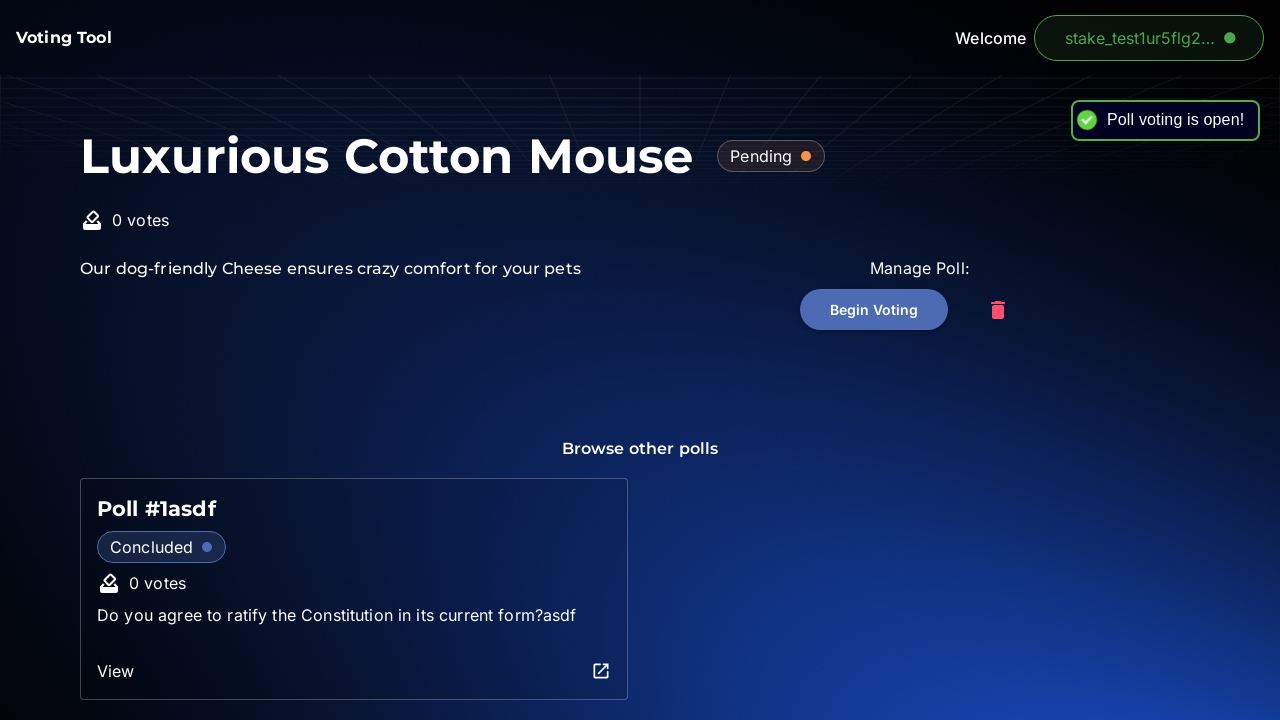 Voting Tool
Welcome
stake_test1ur5flg2...
Poll voting is open!
Luxurious Cotton Mouse
Pending
0 votes
Our dog-friendly Cheese ensures crazy comfort for your pets
Manage Poll:
Begin Voting
Browse other polls
Poll #1asdf
Concluded
0 votes
Do you agree to ratify the Constitution in its current form?asdf
View